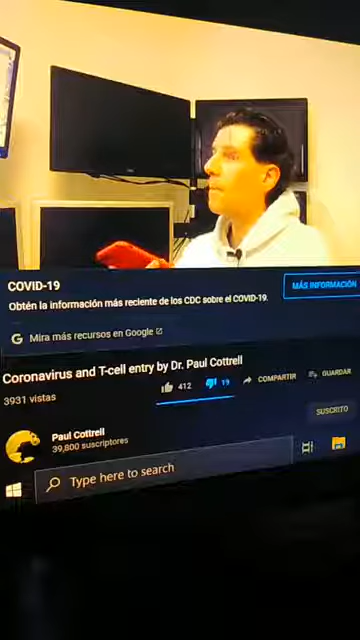 COVID-19
MÁS INFORMACIÓN
Obtén la información más reciente de los CDC sobre el COVID-19.
G Mira más recursos en Google
Coronavirus and T-cell entry by Dr. Paul Cottrell
3931 vistas
412
19
COMPARTIR
GUARDAR
Paul Cottrell
39,800 suscriptores
SUSCRITO
Type here to search